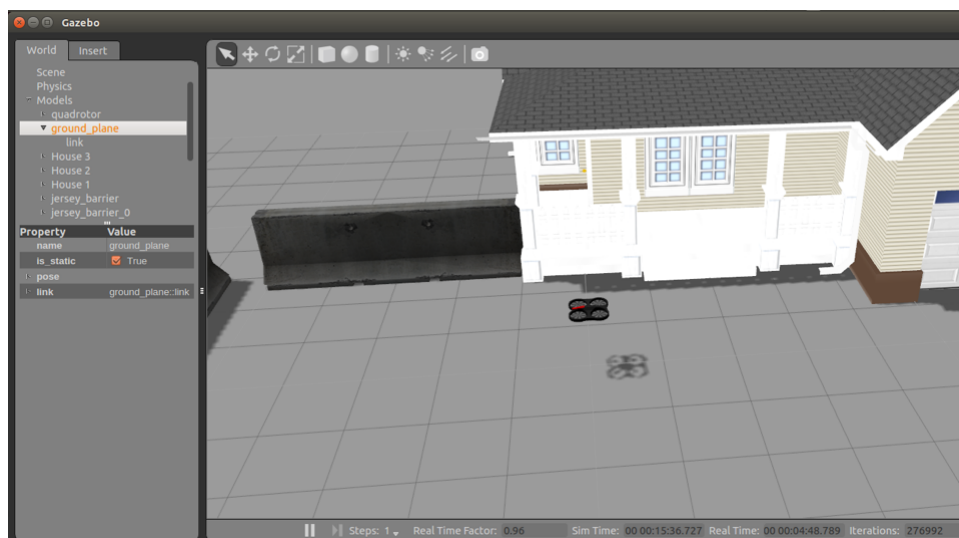 Gazebo
World Insert
Scene
Physics
Models
quadrotor
ground_plane
link
House 3
House 2
House 1
jersey_barrier
jersey_barrier_0
Property Value
name ground_plane
is_static True
pose
link ground_plane::link
Steps: 1 Real Time Factor: 0.96 Sim Time: 00 00:15:36.727 Real Time: 00 00:04:48.789 Iterations: 276992